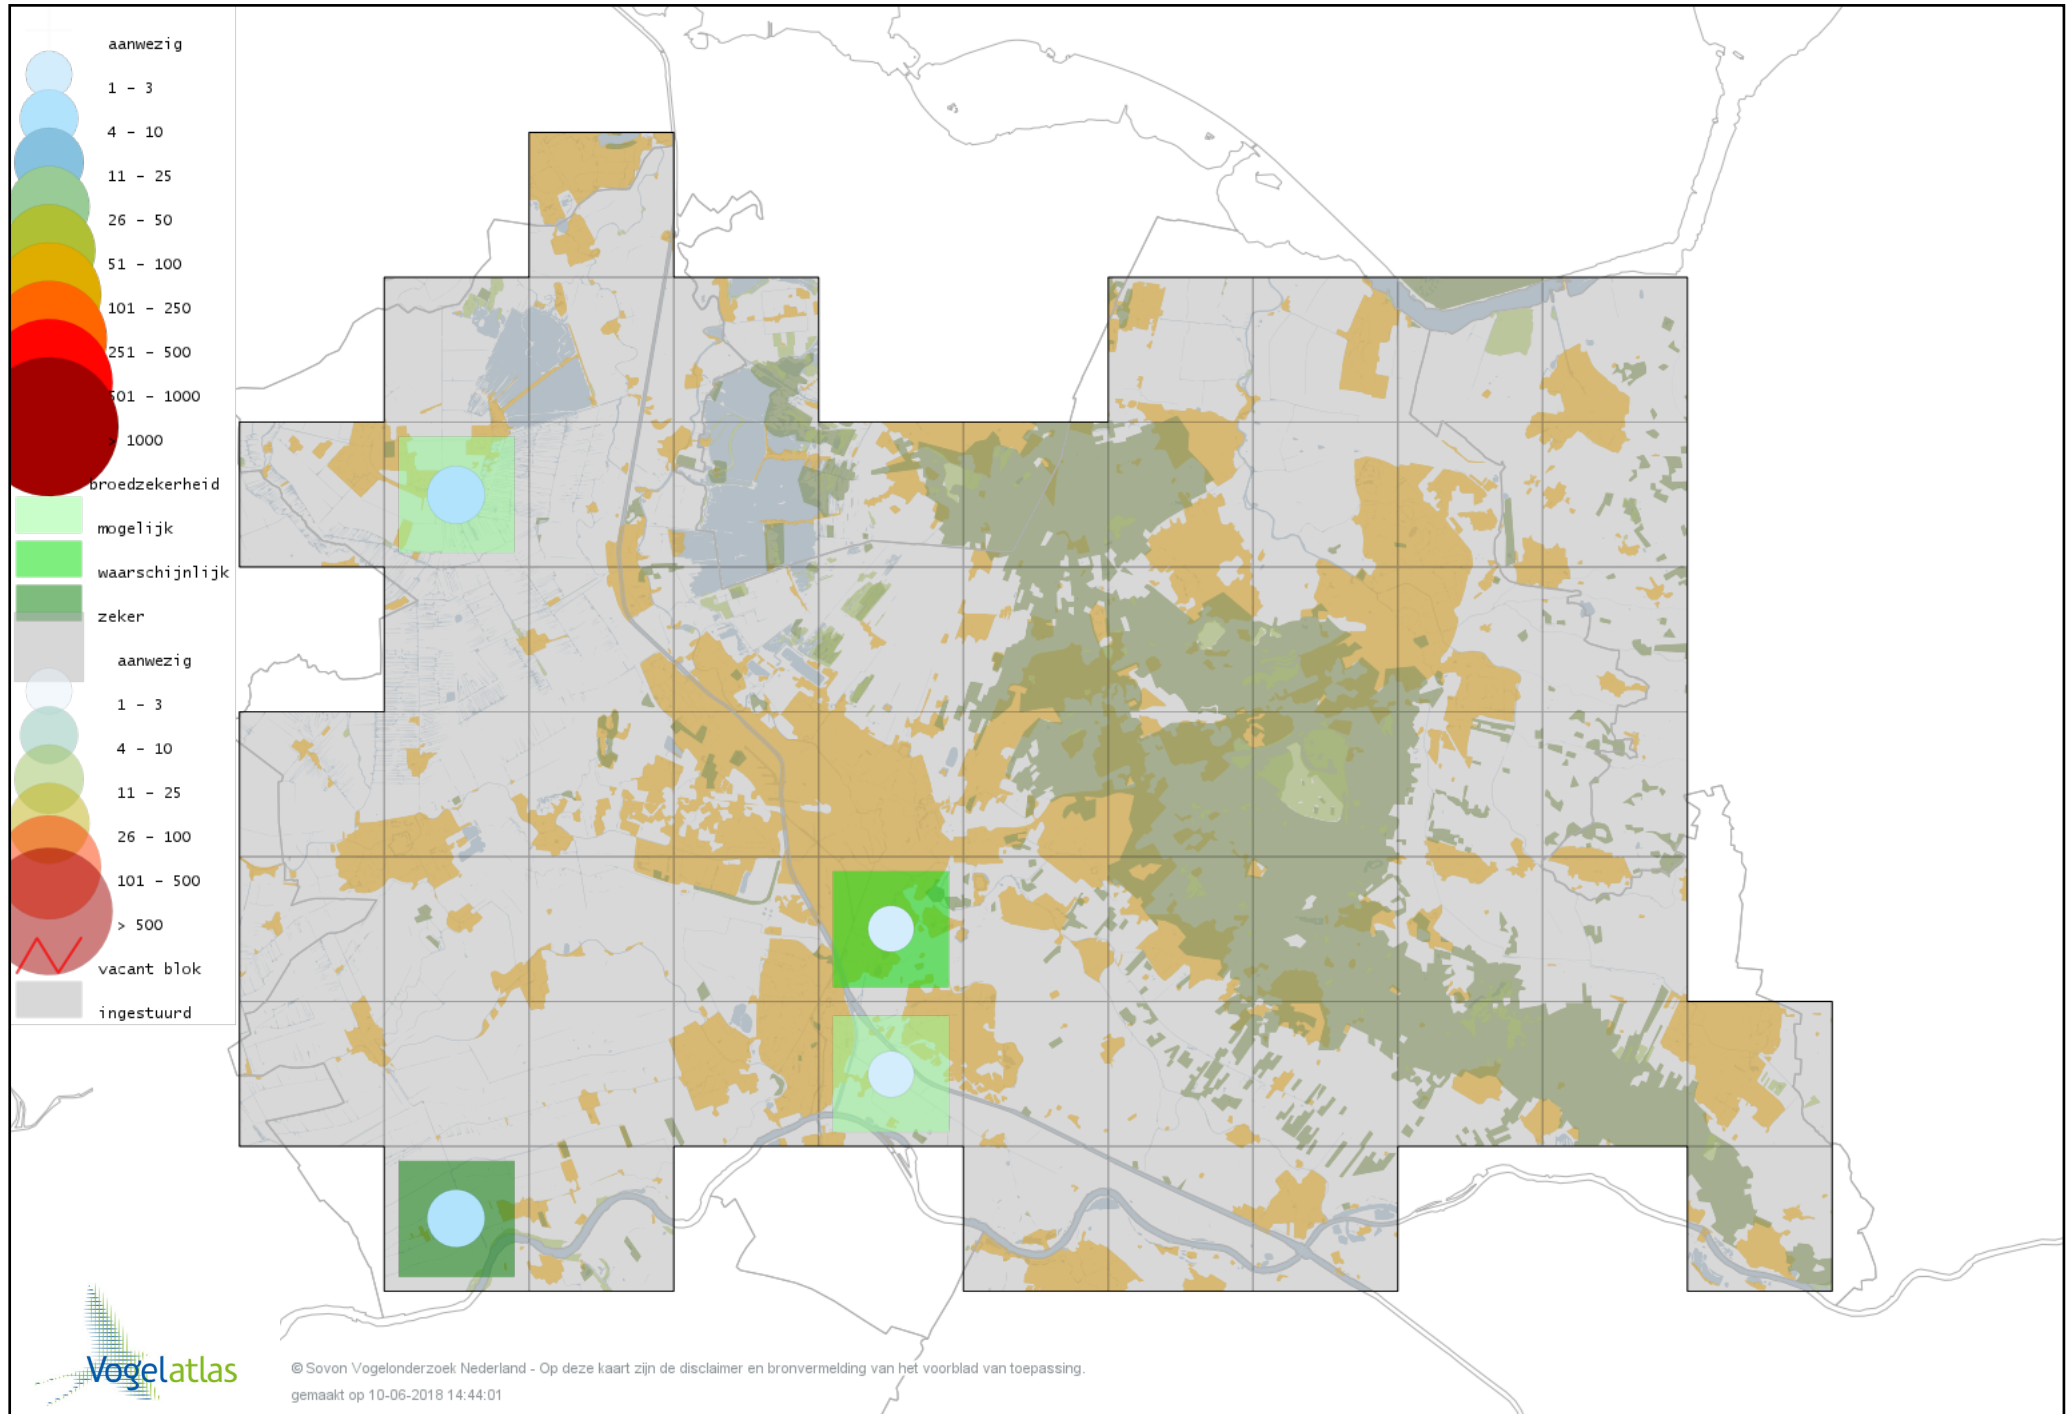 aanwezig
1 – 3
4 – 10
11 – 25
26 – 50
51 – 100
101 – 250
251 – 500
501 – 1000
> 1000
broedzekerheid
mogelijk
waarschijnlijk
zeker
aanwezig
1 – 3
4 – 10
11 – 25
26 – 100
101 – 500
> 500
vacant blok
ingestuurd
Vogelatlas
© Sovon Vogelonderzoek Nederland - Op deze kaart zijn de disclaimer en bronvermelding van het voorblad van toepassing.
gemaakt op 10-06-2018 14:44:01